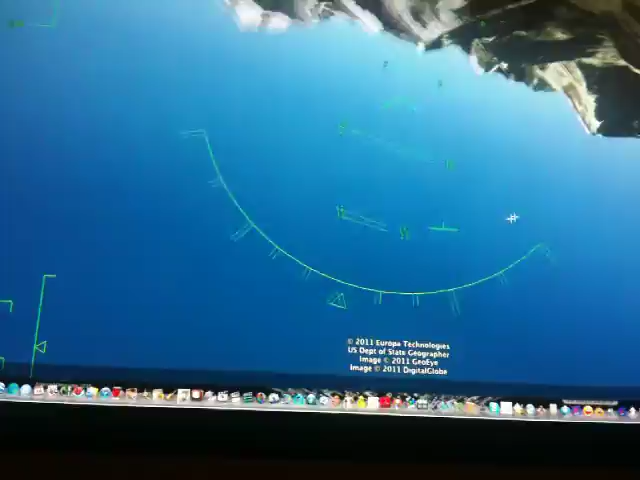 © 2011 Europa Technologies
US Dept of State Geographer
Image © 2011 GeoEye
Image © 2011 DigitalGlobe